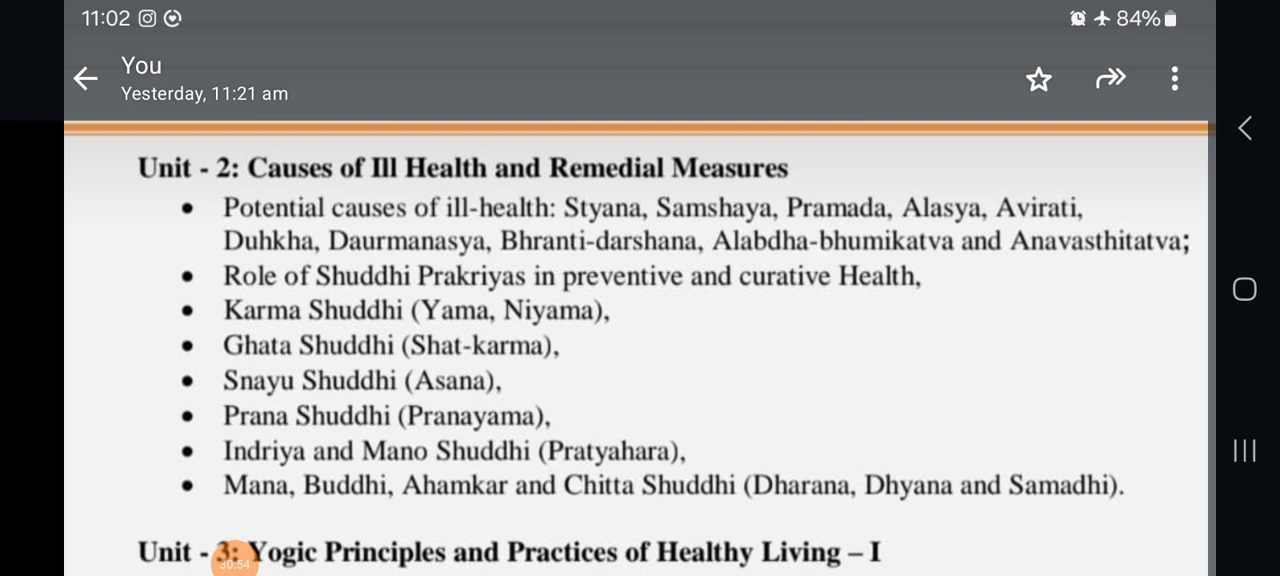 11:02 84%
You
Yesterday, 11:21 am
Unit - 2: Causes of Ill Health and Remedial Measures
• Potential causes of ill-health: Styana, Samshaya, Pramada, Alasya, Avirati,
Duhkha, Daurmanasya, Bhranti-darshana, Alabdha-bhumikatva and Anavasthitatva;
• Role of Shuddhi Prakriyas in preventive and curative Health,
• Karma Shuddhi (Yama, Niyama),
• Ghata Shuddhi (Shat-karma),
• Snayu Shuddhi (Asana),
• Prana Shuddhi (Pranayama),
• Indriya and Mano Shuddhi (Pratyahara),
• Mana, Buddhi, Ahamkar and Chitta Shuddhi (Dharana, Dhyana and Samadhi).
Unit - 3: Yogic Principles and Practices of Healthy Living – I